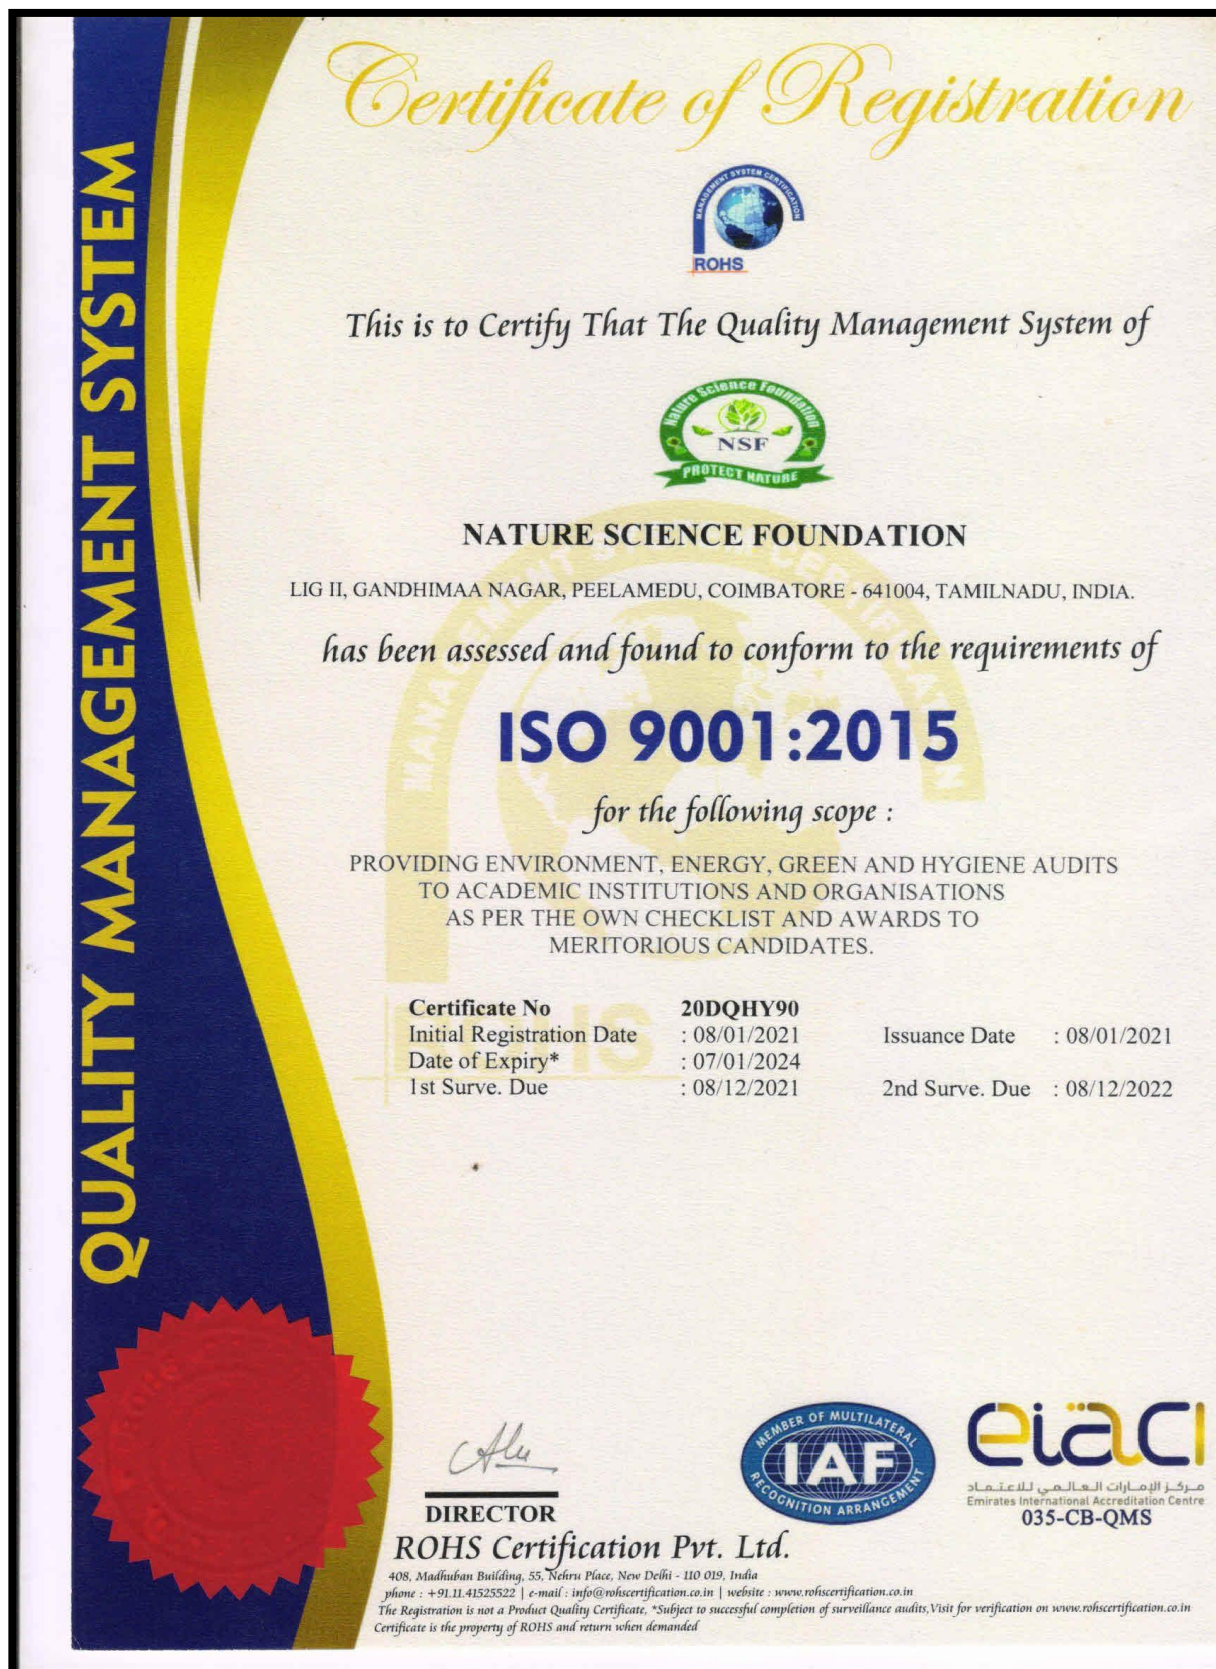 Certificate of Registration
MANAGEMENT SYSTEM CERTIFICATION
ROHS
This is to Certify That The Quality Management System of
Nature Science Foundation
NSF
PROTECT NATURE
NATURE SCIENCE FOUNDATION
LIG II, GANDHIMAA NAGAR, PEELAMEDU, COIMBATORE - 641004, TAMILNADU, INDIA.
has been assessed and found to conform to the requirements of
ISO 9001:2015
for the following scope :
PROVIDING ENVIRONMENT, ENERGY, GREEN AND HYGIENE AUDITS
TO ACADEMIC INSTITUTIONS AND ORGANISATIONS
AS PER THE OWN CHECKLIST AND AWARDS TO
MERITORIOUS CANDIDATES.
Certificate No 20DQHY90
Initial Registration Date : 08/01/2021 Issuance Date : 08/01/2021
Date of Expiry* : 07/01/2024
1st Surve. Due : 08/12/2021 2nd Surve. Due : 08/12/2022
MANAGEMENT SYSTEM CERTIFICATION
ROHS
QUALITY MANAGEMENT SYSTEM
DIRECTOR
ROHS Certification Pvt. Ltd.
MEMBER OF MULTILATERAL
IAF
RECOGNITION ARRANGEMENT
eiaci
مركز الإمارات العالمي للاعتماد
Emirates International Accreditation Centre
035-CB-QMS
408, Madhuban Building, 55, Nehru Place, New Delhi - 110 019, India
phone : +91.11.41525522 | e-mail : info@rohscertification.co.in | website : www.rohscertification.co.in
The Registration is not a Product Quality Certificate, *Subject to successful completion of surveillance audits,Visit for verification on www.rohscertification.co.in
Certificate is the property of ROHS and return when demanded